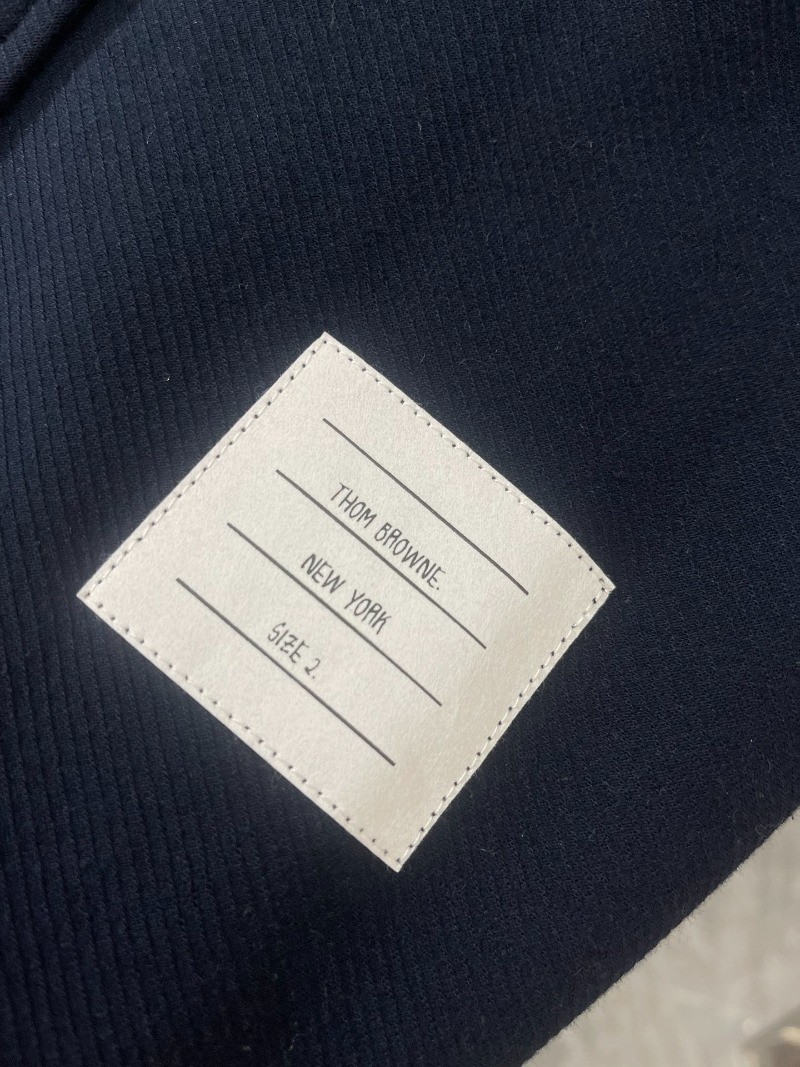 THOM BROWNE.
NEW YORK
SIZE 2.